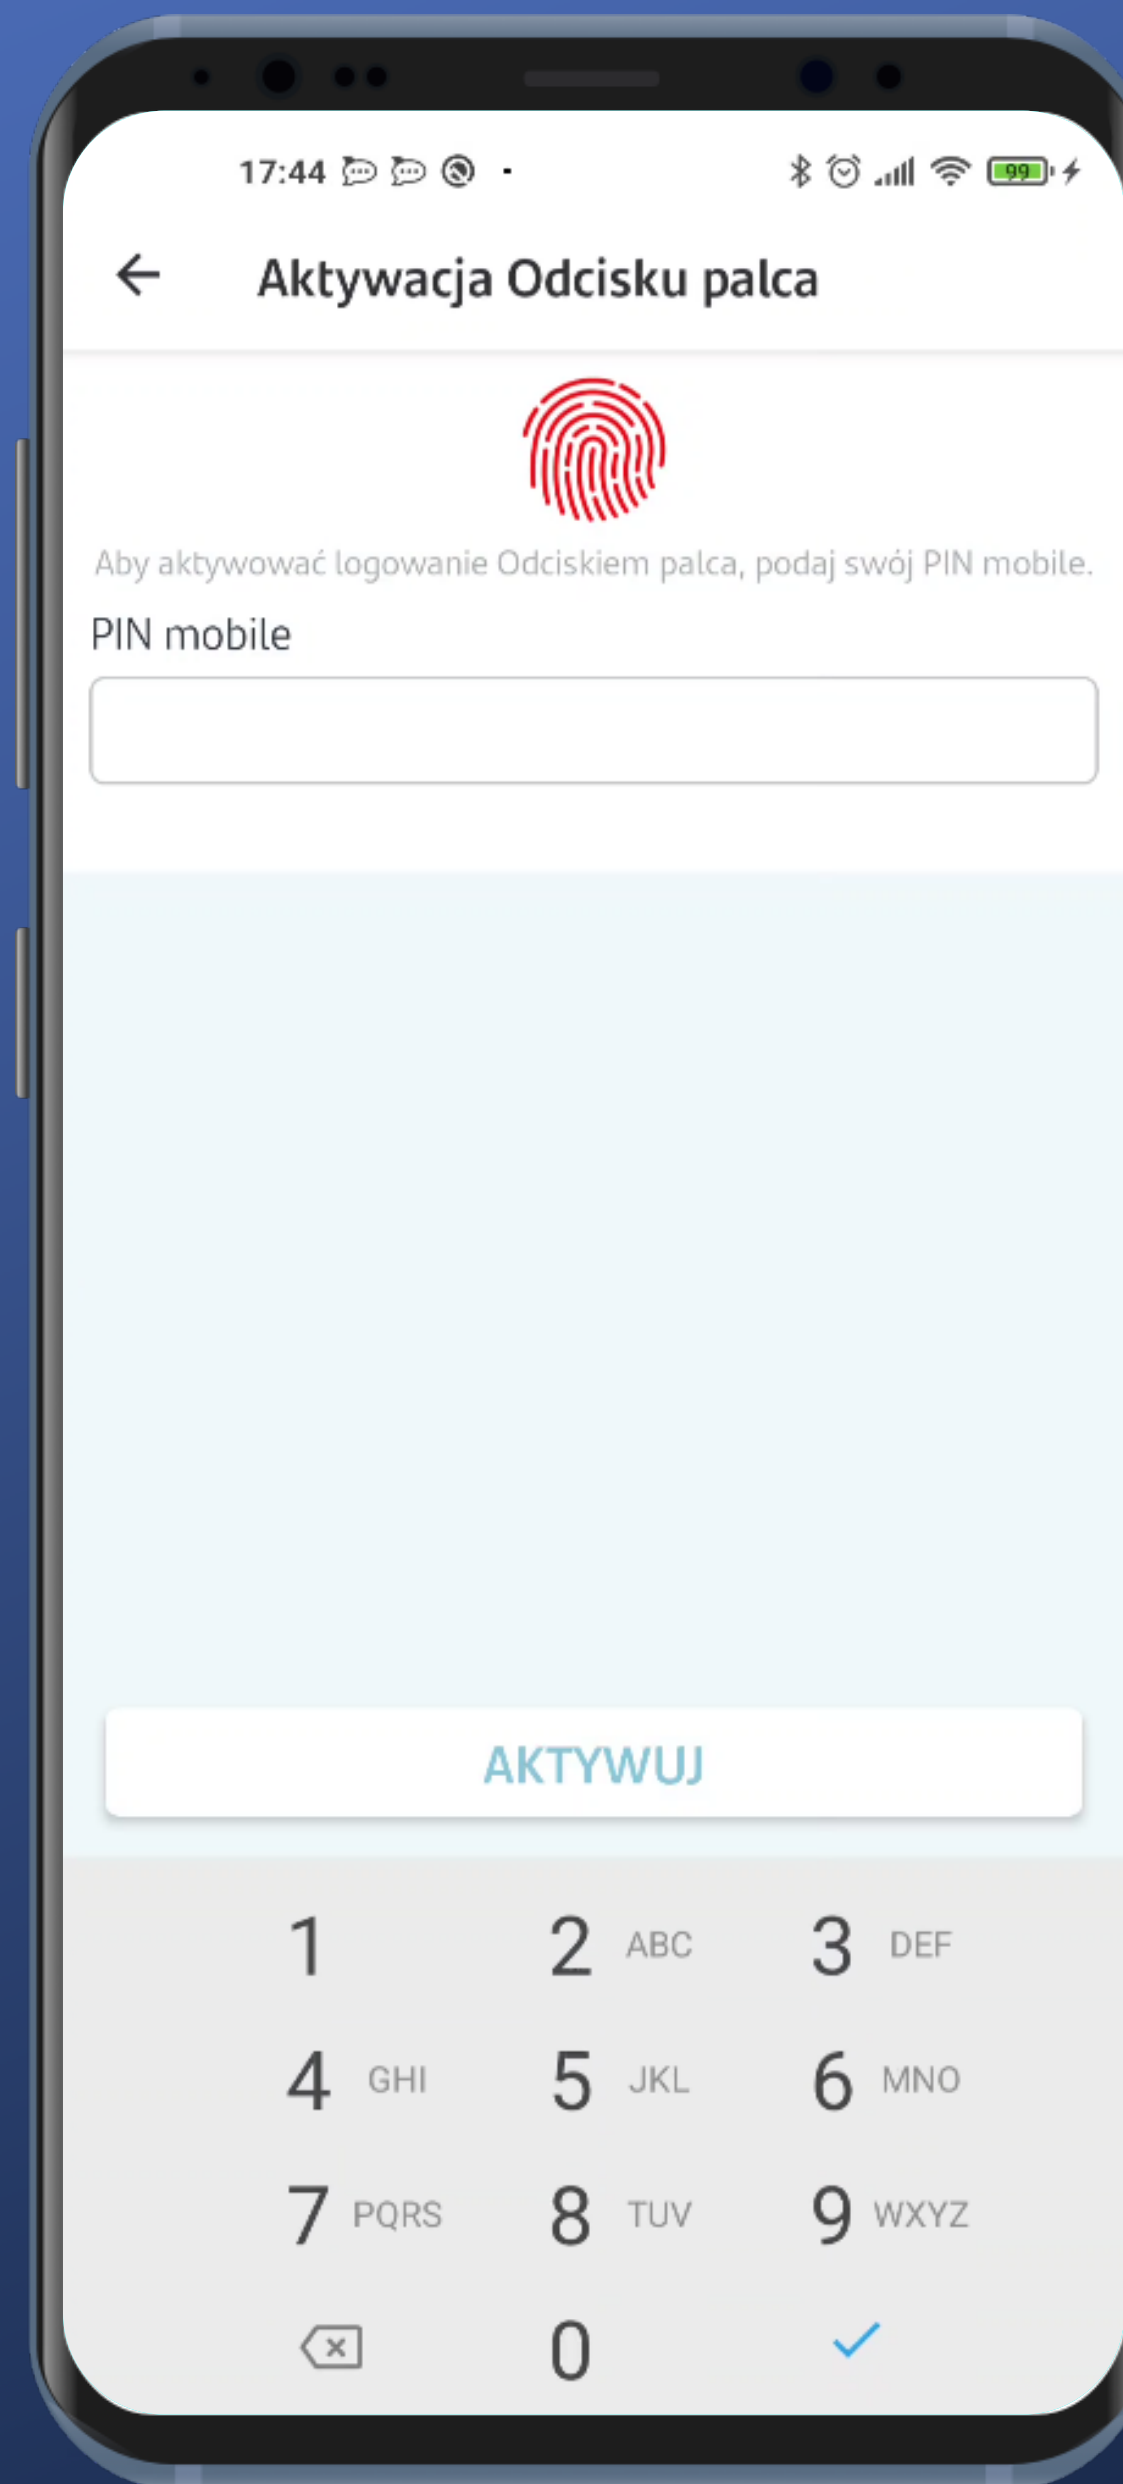 17:44 99
Aktywacja Odcisku palca
Aby aktywować logowanie Odciskiem palca, podaj swój PIN mobile.
PIN mobile
AKTYWUJ
1 2 ABC 3 DEF
4 GHI 5 JKL 6 MNO
7 PQRS 8 TUV 9 WXYZ
0